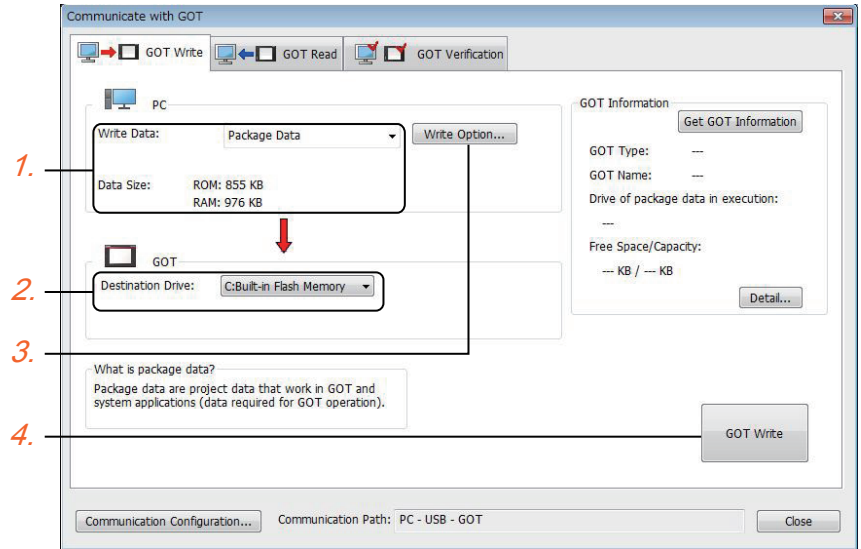 Communicate with GOT
GOT Write
GOT Read
GOT Verification
PC
Write Data:
Package Data
Write Option...
Data Size:
ROM: 855 KB
RAM: 976 KB
GOT
Destination Drive:
C:Built-in Flash Memory
What is package data?
Package data are project data that work in GOT and
system applications (data required for GOT operation).
GOT Information
Get GOT Information
GOT Type: ---
GOT Name: ---
Drive of package data in execution:
---
Free Space/Capacity:
--- KB / --- KB
Detail...
GOT Write
Communication Configuration...
Communication Path: PC - USB - GOT
Close
1.
2.
3.
4.